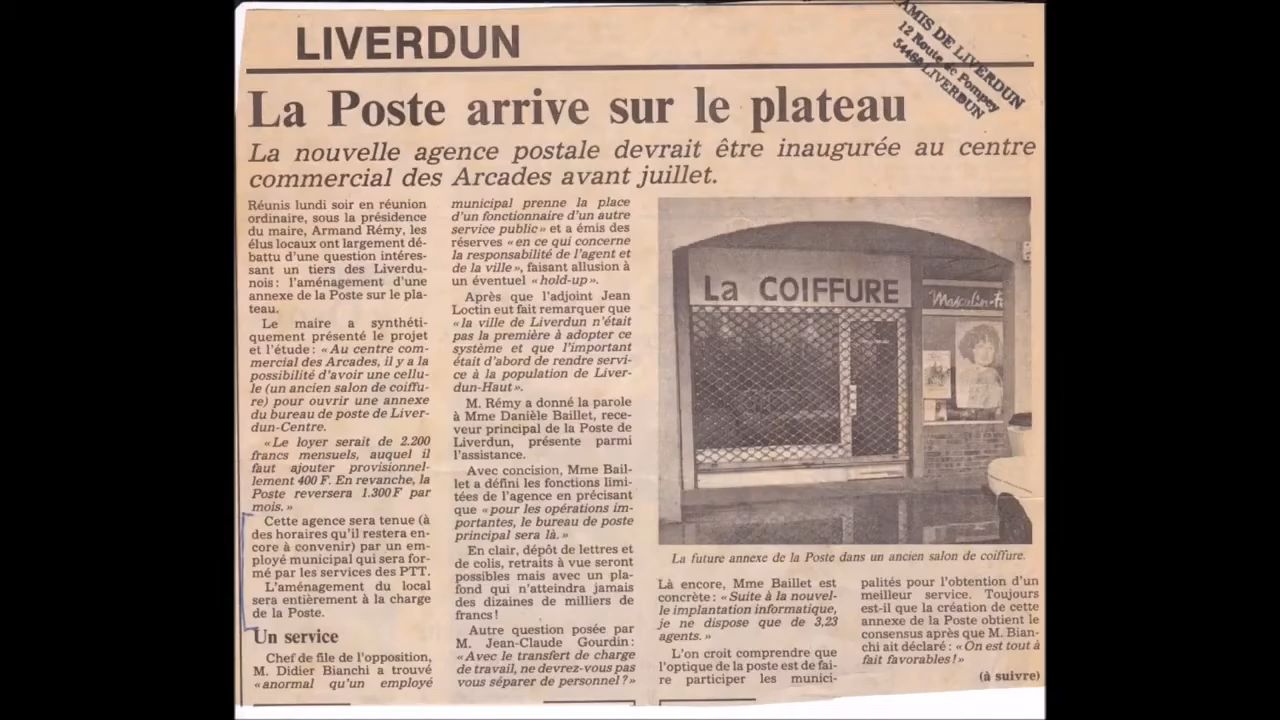 LIVERDUN
AMIS DE LIVERDUN
12 Route de Pompey
54460 LIVERDUN
La Poste arrive sur le plateau
La nouvelle agence postale devrait être inaugurée au centre
commercial des Arcades avant juillet.
Réunis lundi soir en réunion
ordinaire, sous la présidence
du maire, Armand Rémy, les
élus locaux ont largement dé-
battu d'une question intéres-
sant un tiers des Liverdu-
nois : l'aménagement d'une
annexe de la Poste sur le pla-
teau.
Le maire a synthéti-
quement présenté le projet
et l'étude : « Au centre com-
mercial des Arcades, il y a la
possibilité d'avoir une cellu-
le (un ancien salon de coiffu-
re) pour ouvrir une annexe
du bureau de poste de Liver-
dun-Centre.
« Le loyer serait de 2.200
francs mensuels, auquel il
faut ajouter provisionnel-
lement 400 F. En revanche, la
Poste reversera 1.300 F par
mois. »
Cette agence sera tenue (à
des horaires qu'il restera en-
core à convenir) par un em-
ployé municipal qui sera for-
mé par les services des PTT.
L'aménagement du local
sera entièrement à la charge
de la Poste.
Un service
Chef de file de l'opposition,
M. Didier Bianchi a trouvé
« anormal qu'un employé
municipal prenne la place
d'un fonctionnaire d'un autre
service public » et a émis des
réserves « en ce qui concerne
la responsabilité de l'agent et
de la ville », faisant allusion à
un éventuel « hold-up ».
Après que l'adjoint Jean
Loctin eut fait remarquer que
« la ville de Liverdun n'était
pas la première à adopter ce
système et que l'important
était d'abord de rendre servi-
ce à la population de Liver-
dun-Haut ».
M. Rémy a donné la parole
à Mme Danièle Baillet, rece-
veur principal de la Poste de
Liverdun, présente parmi
l'assistance.
Avec concision, Mme Bail-
let a défini les fonctions limi-
tées de l'agence en précisant
que « pour les opérations im-
portantes, le bureau de poste
principal sera là. »
En clair, dépôt de lettres et
de colis, retraits à vue seront
possibles mais avec un pla-
fond qui n'atteindra jamais
des dizaines de milliers de
francs !
Autre question posée par
M. Jean-Claude Gourdin :
« Avec le transfert de charge
de travail, ne devrez-vous pas
vous séparer de personnel ? »
La COIFFURE
Masculin
La future annexe de la Poste dans un ancien salon de coiffure.
Là encore, Mme Baillet est
concrète : « Suite à la nouvel-
le implantation informatique,
je ne dispose que de 3,23
agents. »
L'on croit comprendre que
l'optique de la poste est de fai-
re participer les munici-
palités pour l'obtention d'un
meilleur service. Toujours
est-il que la création de cette
annexe de la Poste obtient le
consensus après que M. Bian-
chi ait déclaré : « On est tout à
fait favorables ! »
(à suivre)